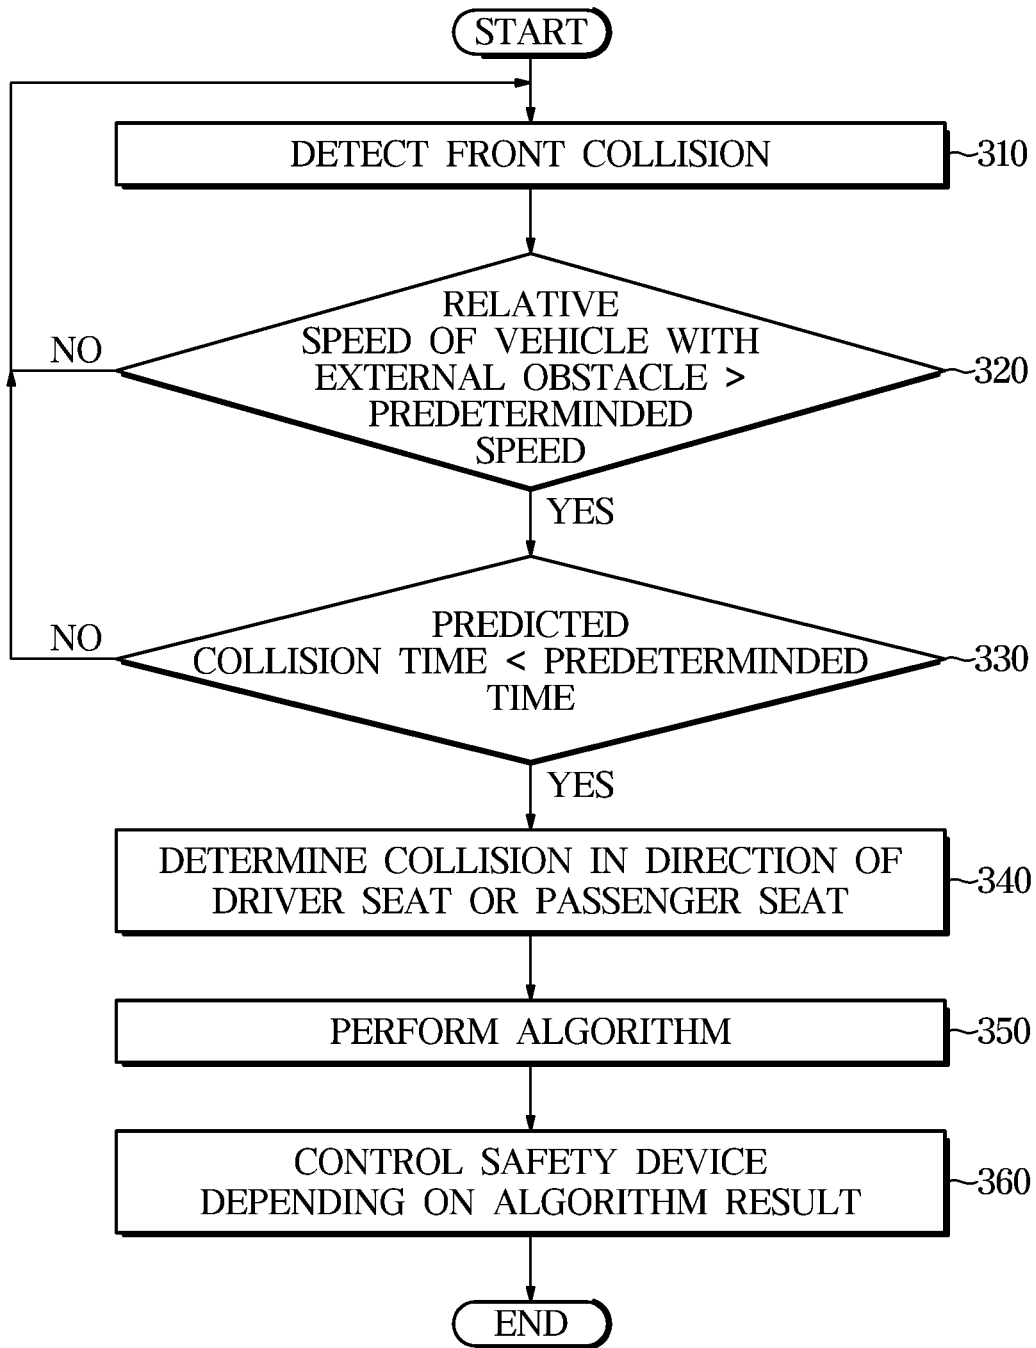 START
DETECT FRONT COLLISION
310
RELATIVE
SPEED OF VEHICLE WITH
EXTERNAL OBSTACLE >
PREDETERMINDED
SPEED
320
NO
YES
PREDICTED
COLLISION TIME < PREDETERMINDED
TIME
330
NO
YES
DETERMINE COLLISION IN DIRECTION OF
DRIVER SEAT OR PASSENGER SEAT
340
PERFORM ALGORITHM
350
CONTROL SAFETY DEVICE
DEPENDING ON ALGORITHM RESULT
360
END